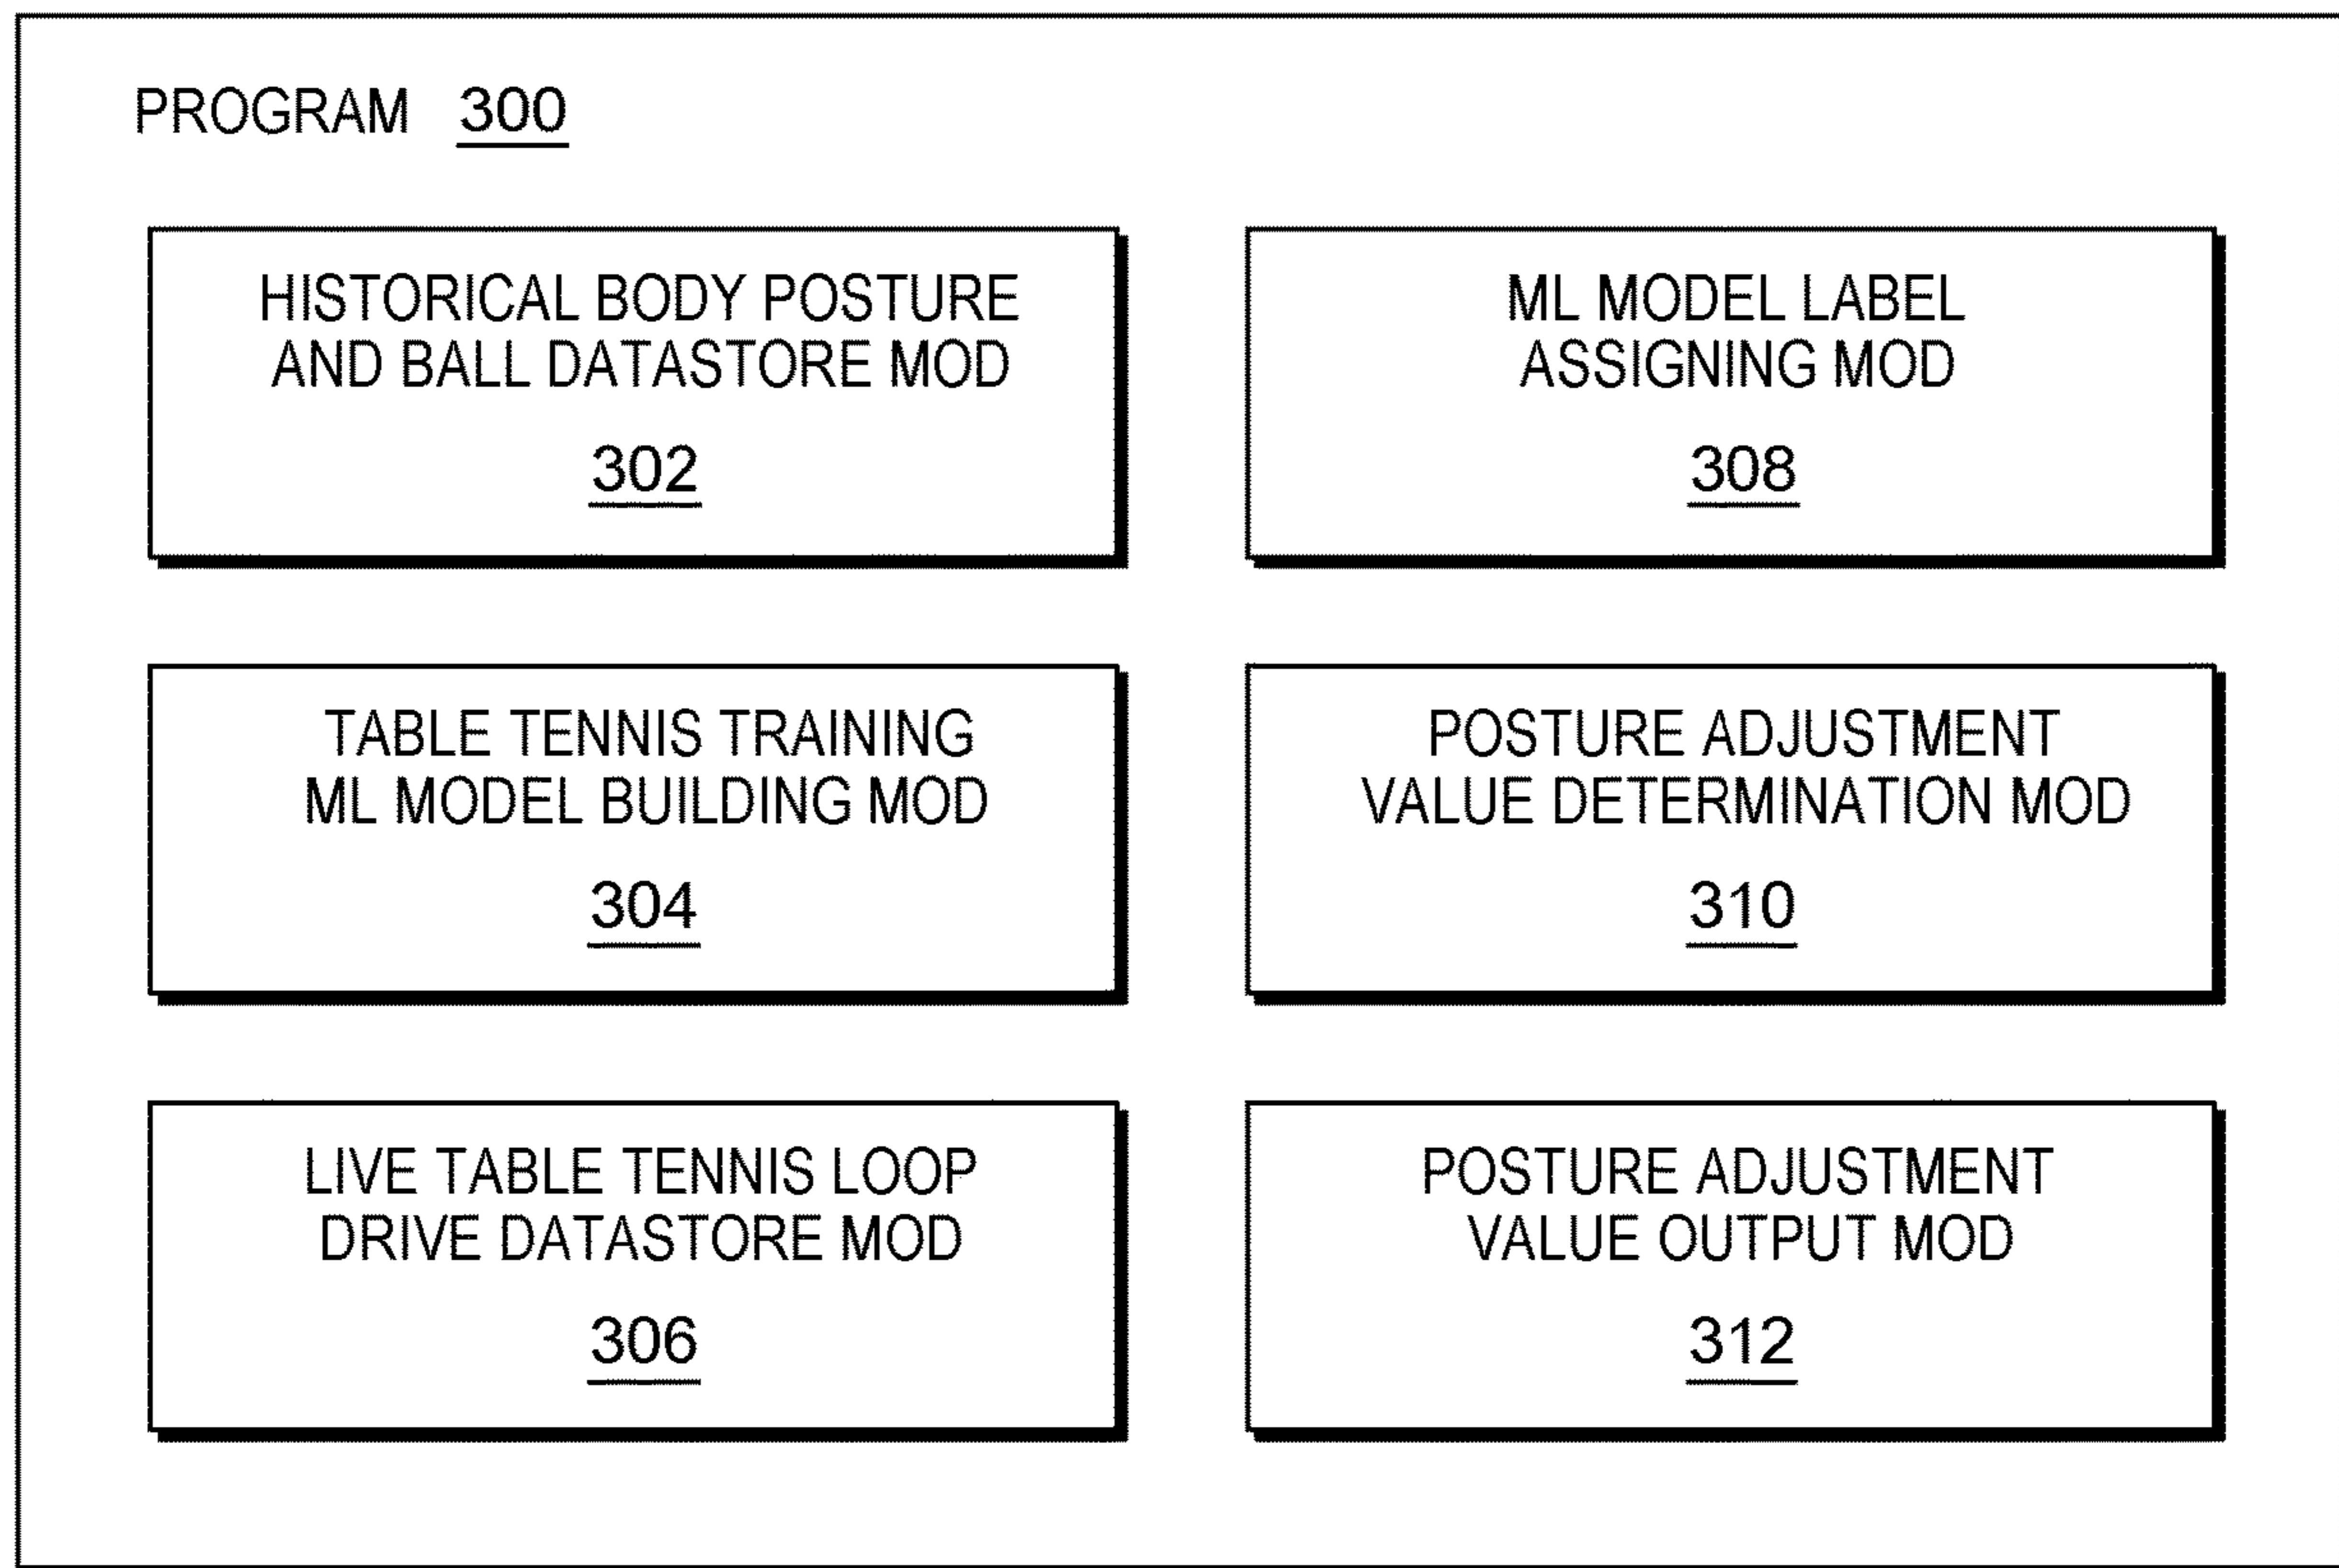 PROGRAM 300
HISTORICAL BODY POSTURE
AND BALL DATASTORE MOD
302
TABLE TENNIS TRAINING
ML MODEL BUILDING MOD
304
LIVE TABLE TENNIS LOOP
DRIVE DATASTORE MOD
306
ML MODEL LABEL
ASSIGNING MOD
308
POSTURE ADJUSTMENT
VALUE DETERMINATION MOD
310
POSTURE ADJUSTMENT
VALUE OUTPUT MOD
312